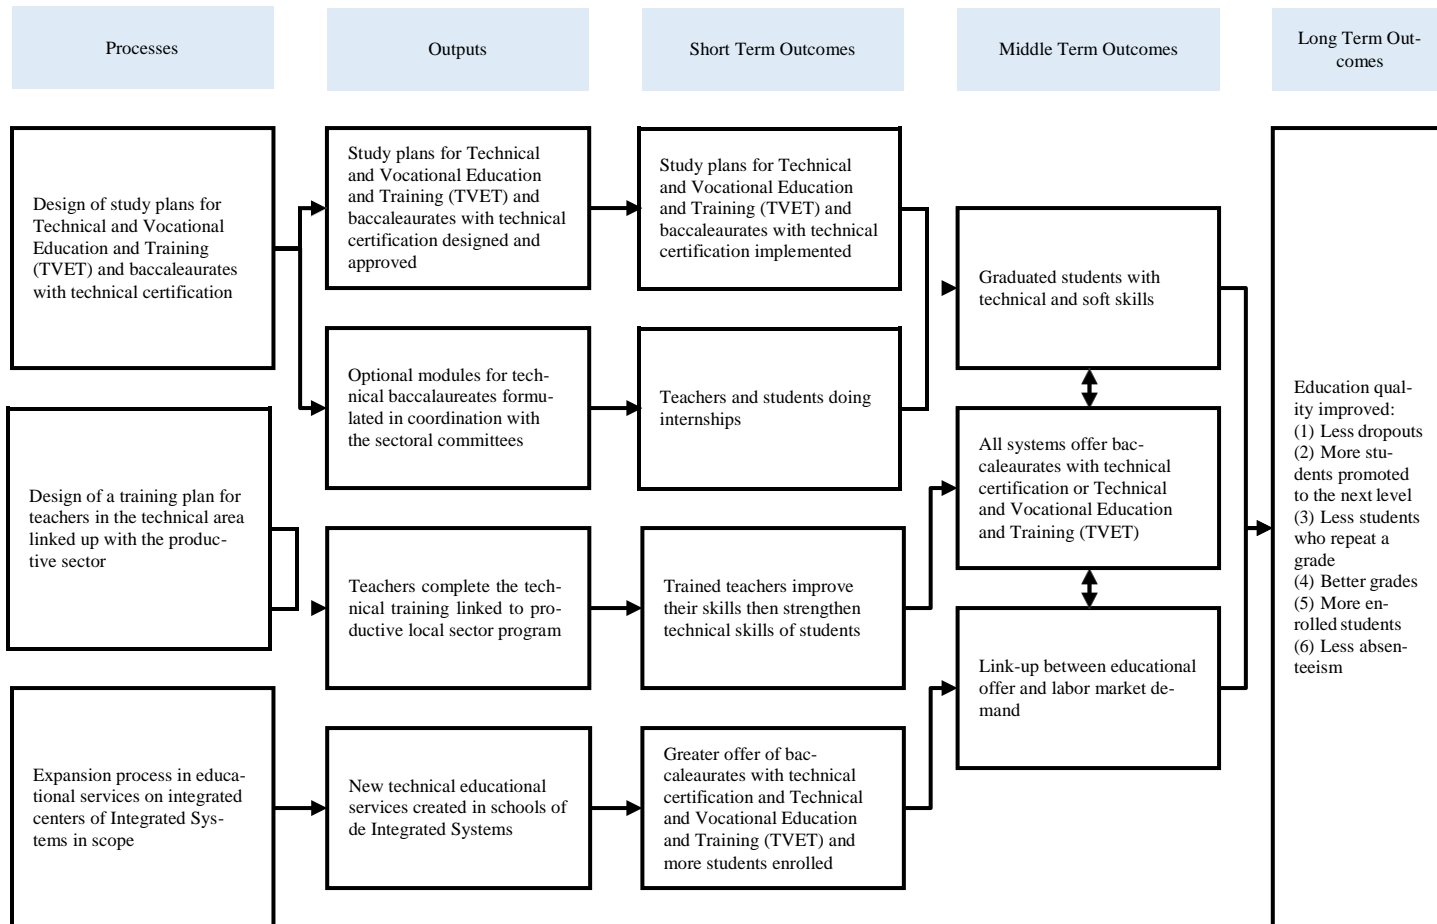 Processes
Outputs
Short Term Outcomes
Middle Term Outcomes
Long Term Out-
comes
Design of study plans for
Technical and Vocational
Education and Training
(TVET) and baccaleaurates
with technical certification
Study plans for Technical
and Vocational Education
and Training (TVET) and
baccaleaurates with technical
certification designed and
approved
Study plans for Technical
and Vocational Education
and Training (TVET) and
baccaleaurates with technical
certification implemented
Graduated students with
technical and soft skills
Optional modules for tech-
nical baccalaureates formu-
lated in coordination with
the sectoral committees
Teachers and students doing
internships
All systems offer bac-
caleaurates with technical
certification or Technical
and Vocational Education
and Training (TVET)
Design of a training plan for
teachers in the technical area
linked up with the produc-
tive sector
Teachers complete the tech-
nical training linked to pro-
ductive local sector program
Trained teachers improve
their skills then strengthen
technical skills of students
Link-up between educational
offer and labor market de-
mand
Expansion process in educa-
tional services on integrated
centers of Integrated Sys-
tems in scope
New technical educational
services created in schools of
de Integrated Systems
Greater offer of bac-
caleaurates with technical
certification and Technical
and Vocational Education
and Training (TVET) and
more students enrolled
Education qual-
ity improved:
(1) Less dropouts
(2) More stu-
dents promoted
to the next level
(3) Less students
who repeat a
grade
(4) Better grades
(5) More en-
rolled students
(6) Less absen-
teeism